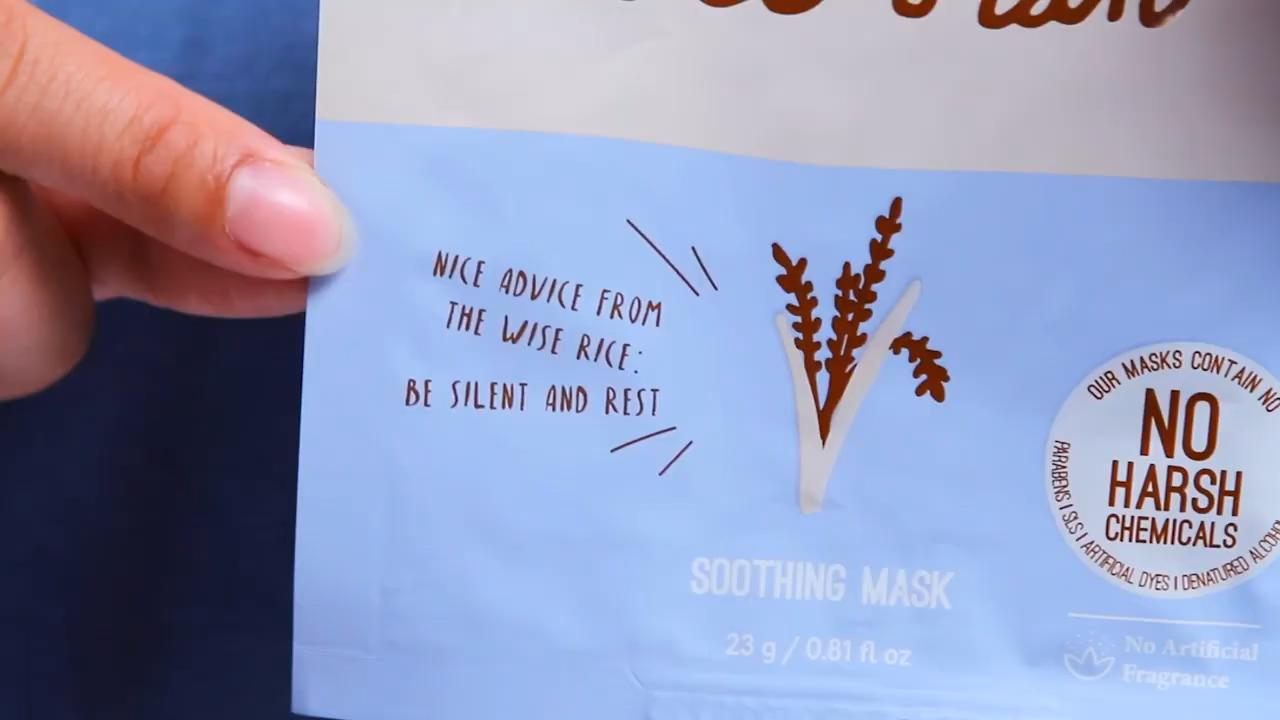 NICE ADVICE FROM
THE WISE RICE:
BE SILENT AND REST
OUR MASKS CONTAIN NO
NO
HARSH
CHEMICALS
PARABENS | SLS | ARTIFICIAL DYES | DENATURED ALCOHOL
SOOTHING MASK
23 g / 0.81 fl oz
No Artificial
Fragrance